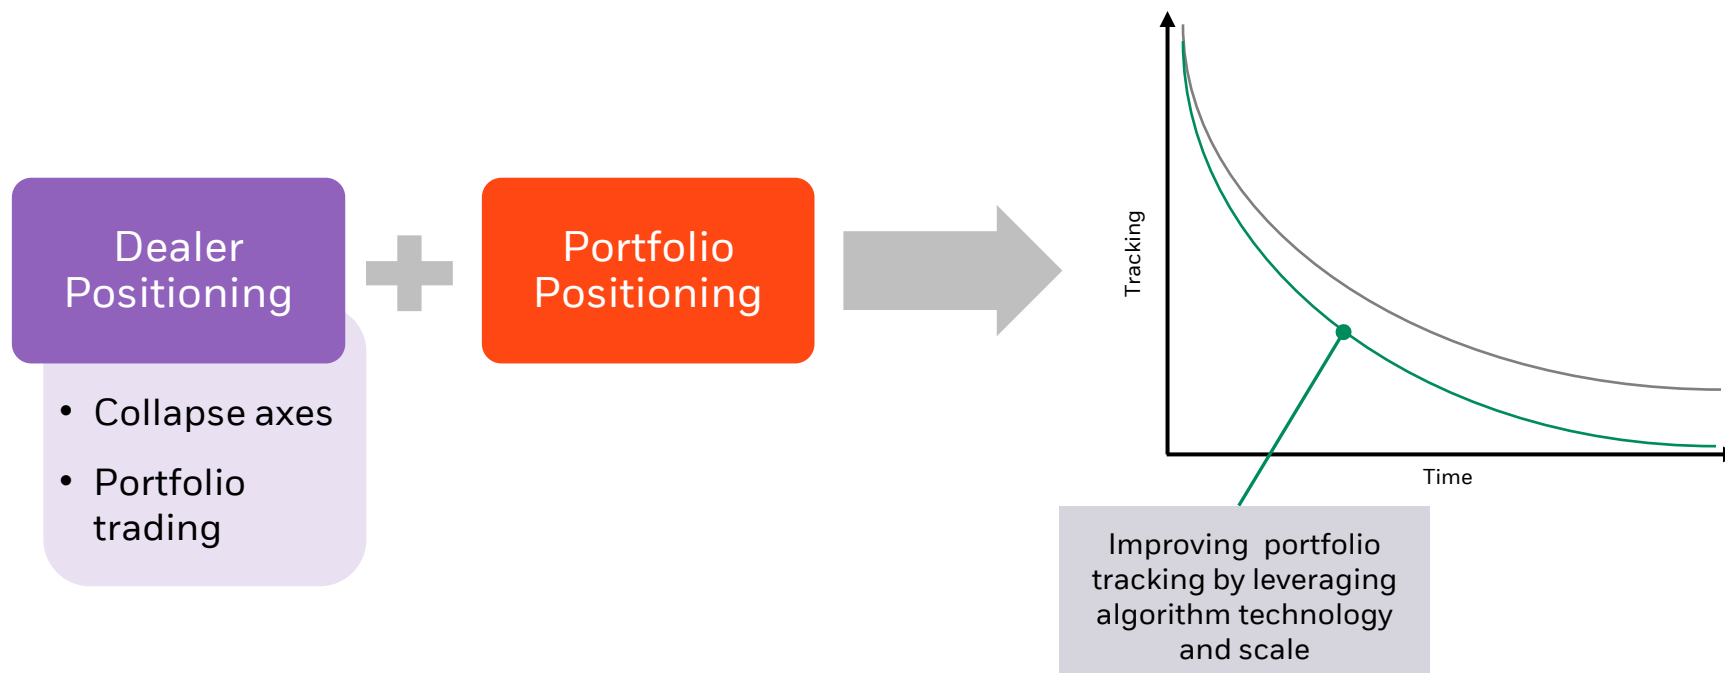 Dealer
Positioning
• Collapse axes
• Portfolio
trading
Portfolio
Positioning
Tracking
Time
Improving  portfolio
tracking by leveraging
algorithm technology
and scale